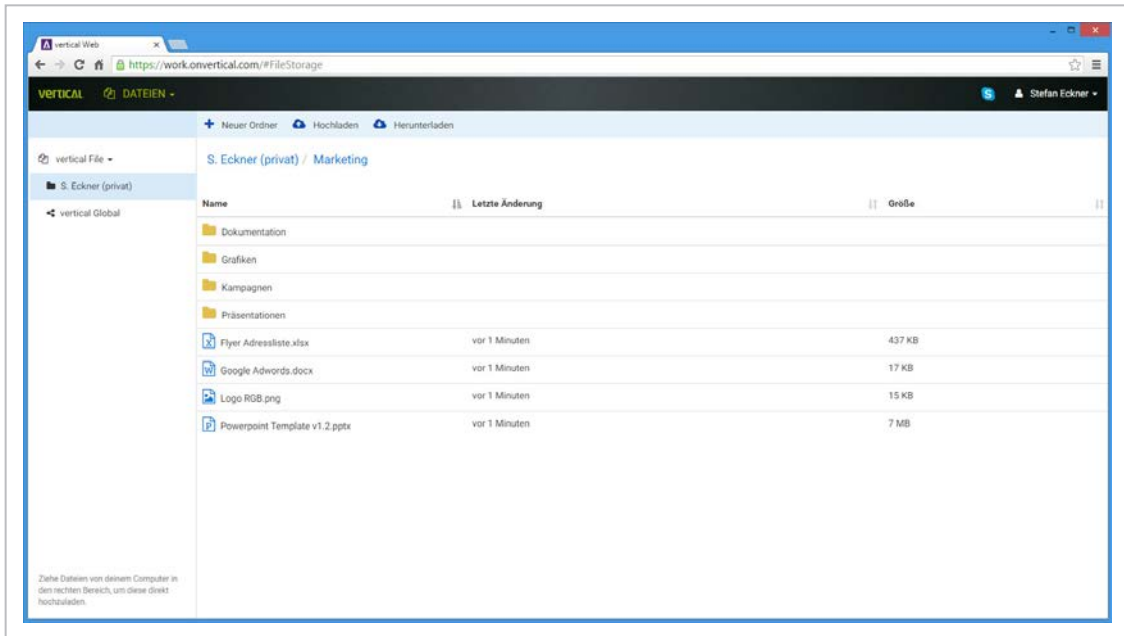 vertical Web
https://work.onvertical.com/#FileStorage
vertical DATEIEN Stefan Eckner
Neuer Ordner Hochladen Herunterladen
vertical File
S. Eckner (privat) / Marketing
S. Eckner (privat)
vertical Global
Name Letzte Änderung Größe
Dokumentation
Grafiken
Kampagnen
Präsentationen
Flyer Adressliste.xlsx vor 1 Minuten 437 KB
Google Adwords.docx vor 1 Minuten 17 KB
Logo RGB.png vor 1 Minuten 15 KB
Powerpoint Template v1.2.pptx vor 1 Minuten 7 MB
Ziehe Dateien von deinem Computer in
den rechten Bereich, um diese direkt
hochzuladen.